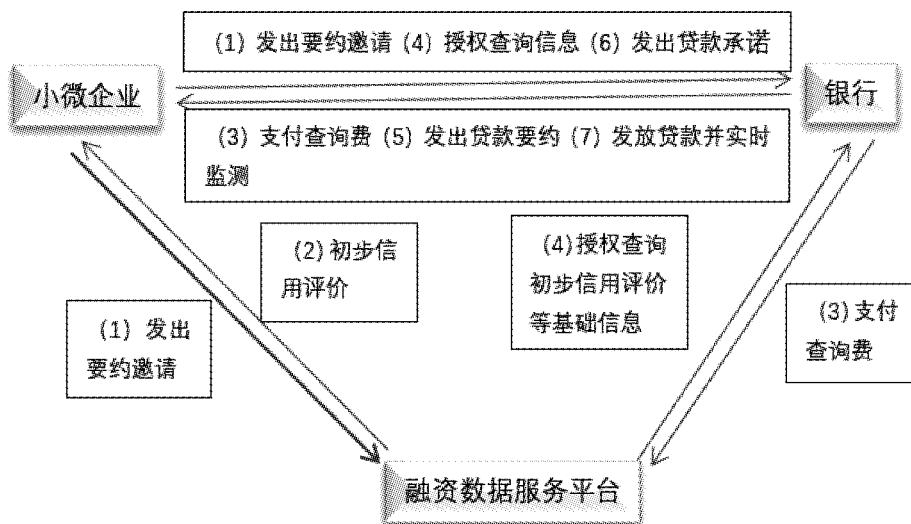 (1) 发出要约邀请 (4) 授权查询信息 (6) 发出贷款承诺
小微企业
银行
(3) 支付查询费 (5) 发出贷款要约 (7) 发放贷款并实时
监测
(2) 初步信
用评价
(4) 授权查询
初步信用评价
等基础信息
(1) 发出
要约邀请
(3) 支付
查询费
融资数据服务平台